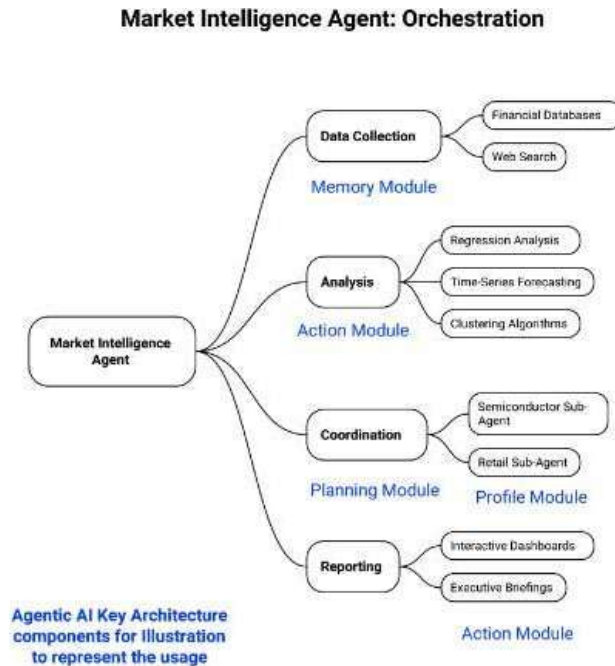 Market Intelligence Agent: Orchestration
Data Collection
Financial Databases
Web Search
Memory Module
Analysis
Regression Analysis
Time-Series Forecasting
Clustering Algorithms
Action Module
Market Intelligence
Agent
Coordination
Semiconductor Sub-
Agent
Retail Sub-Agent
Planning Module
Profile Module
Reporting
Interactive Dashboards
Executive Briefings
Action Module
Agentic AI Key Architecture
components for Illustration
to represent the usage